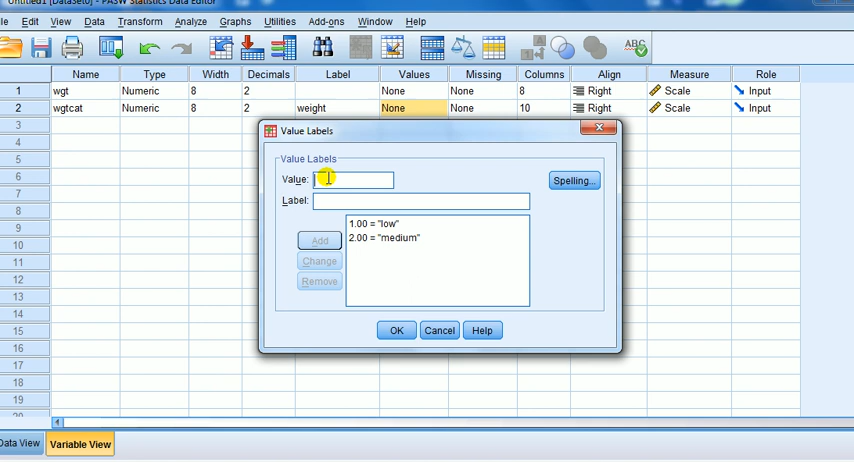 Untitled1 [DataSet0] - PASW Statistics Data Editor
Edit View Data Transform Analyze Graphs Utilities Add-ons Window Help
ABC
Name Type Width Decimals Label Values Missing Columns Align Measure Role
1 wgt Numeric 8 2 None None 8 Right Scale Input
2 wgtcat Numeric 8 2 weight None None 10 Right Scale Input
3
4
5
6
7
8
9
10
11
12
13
14
15
16
17
18
19
20
Value Labels
Value Labels
Value:
Spelling...
Label:
1.00 = "low"
2.00 = "medium"
Add
Change
Remove
OK Cancel Help
Data View Variable View